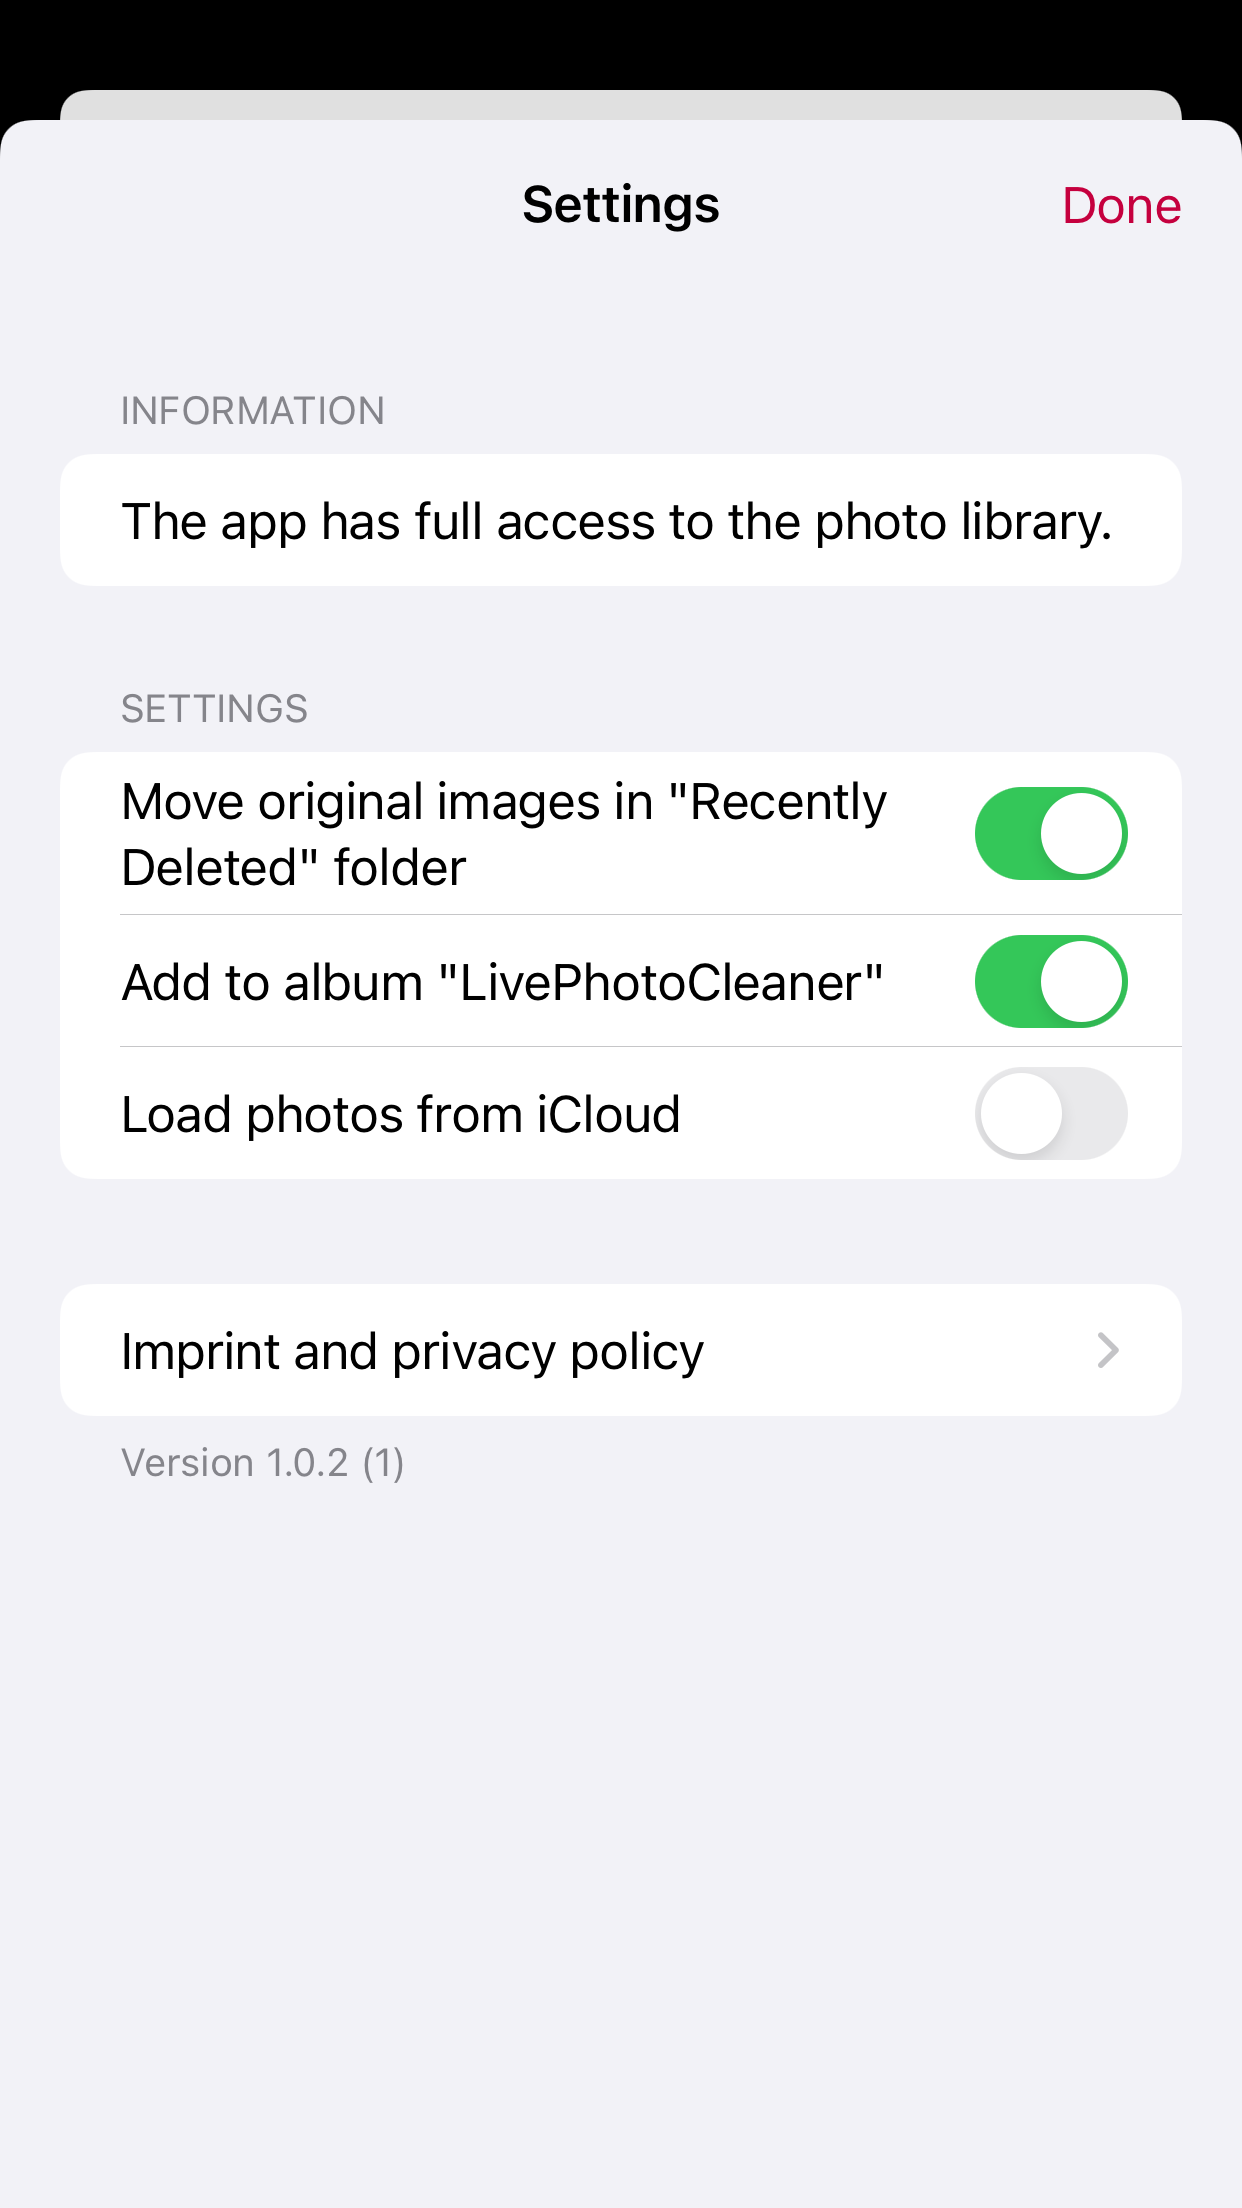 Settings
Done
INFORMATION
The app has full access to the photo library.
SETTINGS
Move original images in "Recently
Deleted" folder
Add to album "LivePhotoCleaner"
Load photos from iCloud
Imprint and privacy policy
Version 1.0.2 (1)